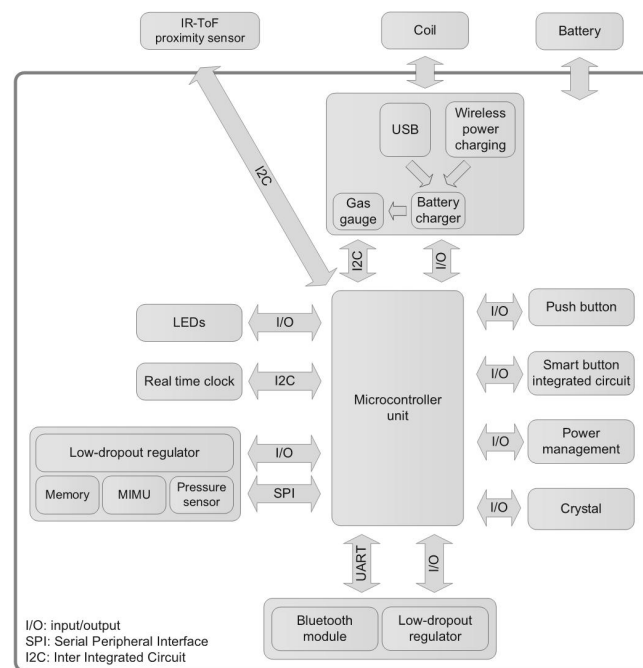 IR-ToF
proximity sensor
Coil
Battery
I2C
USB
Wireless
power
charging
Gas
gauge
Battery
charger
I2C
I/O
LEDs
I/O
Real time clock
I2C
Low-dropout regulator
Memory
MIMU
Pressure
sensor
I/O
SPI
Microcontroller
unit
I/O
Push button
I/O
Smart button
integrated circuit
I/O
Power
management
I/O
Crystal
UART
I/O
Bluetooth
module
Low-dropout
regulator
I/O: input/output
SPI: Serial Peripheral Interface
I2C: Inter Integrated Circuit